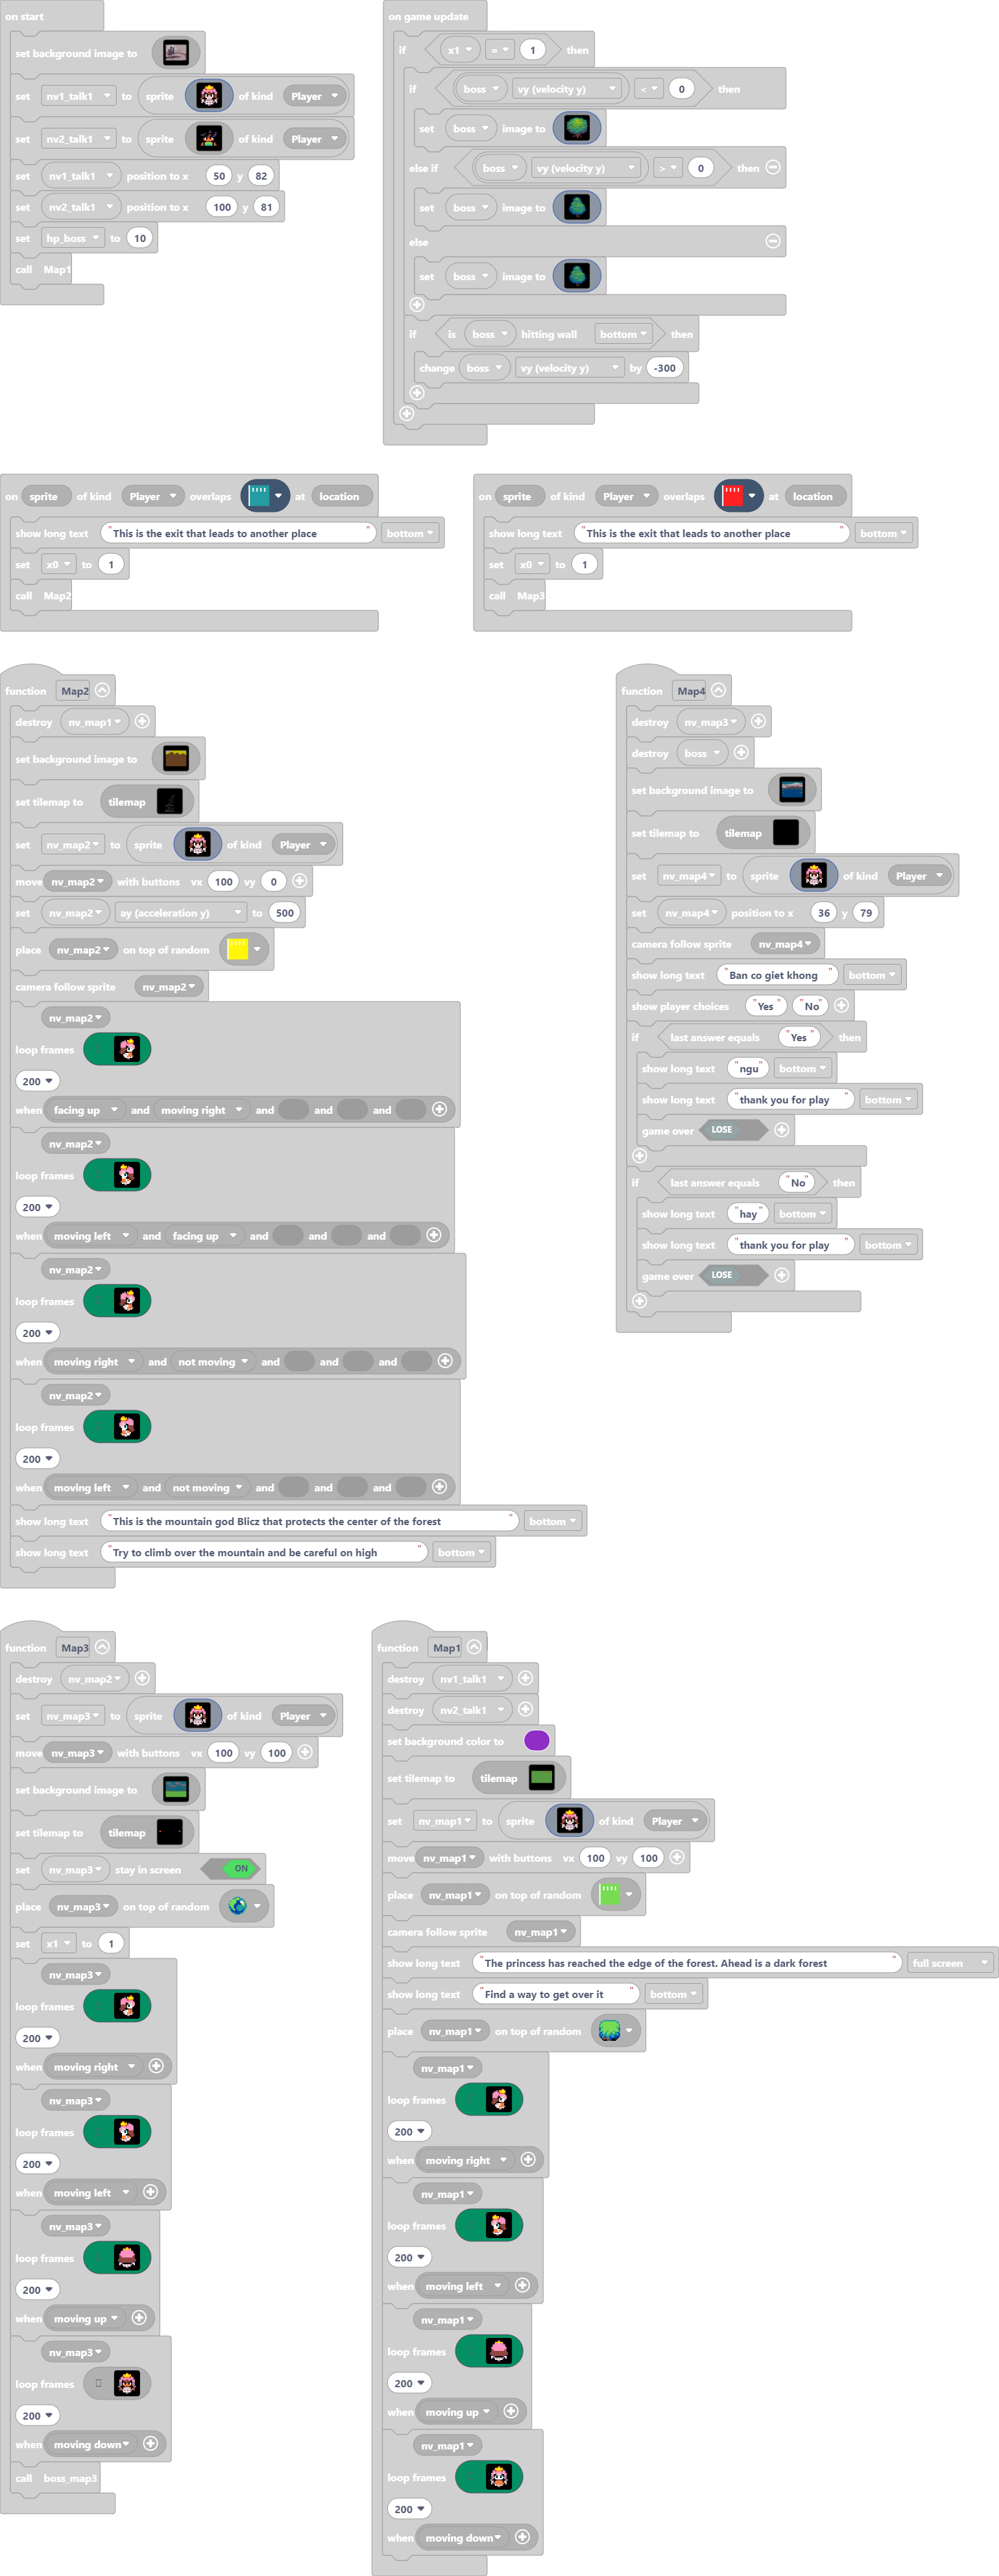 on start
set background image to
set nv1_talk1 to sprite of kind Player
set nv2_talk1 to sprite of kind Player
set nv1_talk1 position to x 50 y 82
set nv2_talk1 position to x 100 y 81
set hp_boss to 10
call Map1
on game update
if x1 = 1 then
if boss vy (velocity y) < 0 then
set boss image to
else if boss vy (velocity y) > 0 then
set boss image to
else
set boss image to
if is boss hitting wall bottom then
change boss vy (velocity y) by -300
on sprite of kind Player overlaps at location
show long text "This is the exit that leads to another place" bottom
set x0 to 1
call Map2
on sprite of kind Player overlaps at location
show long text "This is the exit that leads to another place" bottom
set x0 to 1
call Map3
function Map2
destroy nv_map1
set background image to
set tilemap to tilemap
set nv_map2 to sprite of kind Player
move nv_map2 with buttons vx 100 vy 0
set nv_map2 ay (acceleration y) to 500
place nv_map2 on top of random
camera follow sprite nv_map2
nv_map2
loop frames
200
when facing up and moving right and and and
nv_map2
loop frames
200
when moving left and facing up and and and
nv_map2
loop frames
200
when moving right and not moving and and and
nv_map2
loop frames
200
when moving left and not moving and and and
show long text "This is the mountain god Blicz that protects the center of the forest" bottom
show long text "Try to climb over the mountain and be careful on high" bottom
function Map4
destroy nv_map3
destroy boss
set background image to
set tilemap to tilemap
set nv_map4 to sprite of kind Player
set nv_map4 position to x 36 y 79
camera follow sprite nv_map4
show long text "Ban co giet khong" bottom
show player choices "Yes" "No"
if last answer equals "Yes" then
show long text "ngu" bottom
show long text "thank you for play" bottom
game over LOSE
if last answer equals "No" then
show long text "hay" bottom
show long text "thank you for play" bottom
game over LOSE
function Map3
destroy nv_map2
set nv_map3 to sprite of kind Player
move nv_map3 with buttons vx 100 vy 100
set background image to
set tilemap to tilemap
set nv_map3 stay in screen ON
place nv_map3 on top of random
set x1 to 1
nv_map3
loop frames
200
when moving right
nv_map3
loop frames
200
when moving left
nv_map3
loop frames
200
when moving up
nv_map3
loop frames
200
when moving down
call boss_map3
function Map1
destroy nv1_talk1
destroy nv2_talk1
set background color to
set tilemap to tilemap
set nv_map1 to sprite of kind Player
move nv_map1 with buttons vx 100 vy 100
place nv_map1 on top of random
camera follow sprite nv_map1
show long text "The princess has reached the edge of the forest. Ahead is a dark forest" full screen
show long text "Find a way to get over it" bottom
place nv_map1 on top of random
nv_map1
loop frames
200
when moving right
nv_map1
loop frames
200
when moving left
nv_map1
loop frames
200
when moving up
nv_map1
loop frames
200
when moving down